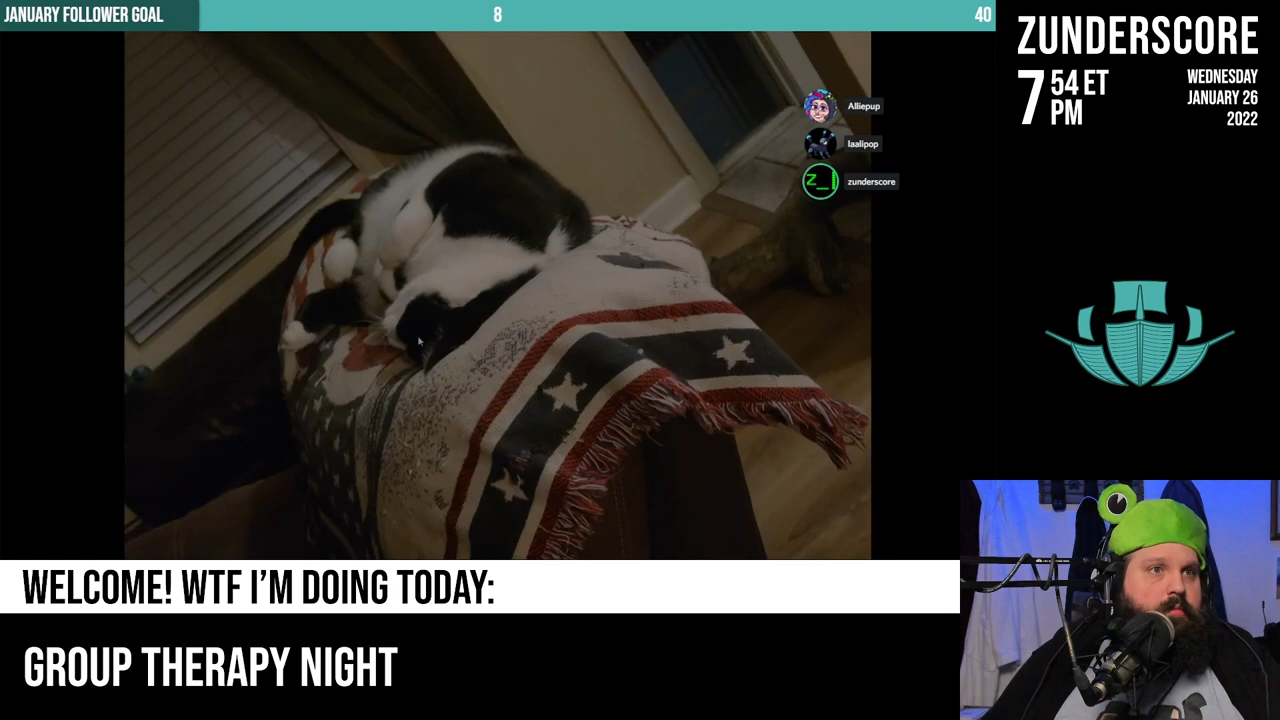 JANUARY FOLLOWER GOAL
8
40
ZUNDERSCORE
7 54 ET
PM
WEDNESDAY
JANUARY 26
2022
Alliepup
laalipop
Z_
zunderscore
WELCOME! WTF I'M DOING TODAY:
GROUP THERAPY NIGHT